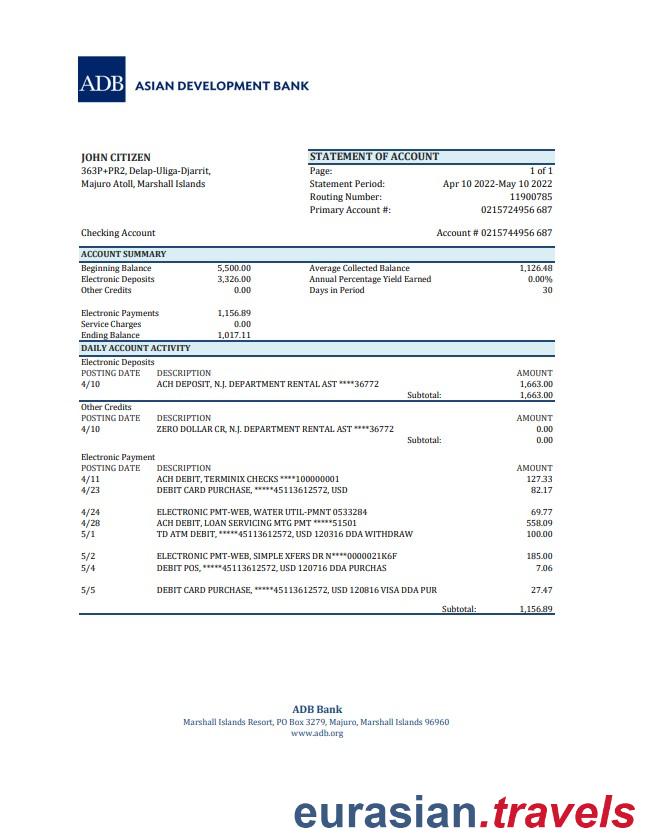 ADB ASIAN DEVELOPMENT BANK
JOHN CITIZEN
363P+PR2, Delap-Uliga-Djarrit,
Majuro Atoll, Marshall Islands
STATEMENT OF ACCOUNT
Page: 1 of 1
Statement Period: Apr 10 2022-May 10 2022
Routing Number: 11900785
Primary Account #: 0215724956 687
Checking Account Account # 0215744956 687
ACCOUNT SUMMARY
Beginning Balance 5,500.00 Average Collected Balance 1,126.48
Electronic Deposits 3,326.00 Annual Percentage Yield Earned 0.00%
Other Credits 0.00 Days in Period 30
Electronic Payments 1,156.89
Service Charges 0.00
Ending Balance 1,017.11
DAILY ACCOUNT ACTIVITY
Electronic Deposits
POSTING DATE DESCRIPTION AMOUNT
4/10 ACH DEPOSIT, N.J. DEPARTMENT RENTAL AST ****36772 1,663.00
Subtotal: 1,663.00
Other Credits
POSTING DATE DESCRIPTION AMOUNT
4/10 ZERO DOLLAR CR, N.J. DEPARTMENT RENTAL AST ****36772 0.00
Subtotal: 0.00
Electronic Payment
POSTING DATE DESCRIPTION AMOUNT
4/11 ACH DEBIT, TERMINIX CHECKS ****100000001 127.33
4/23 DEBIT CARD PURCHASE, *****45113612572, USD 82.17
4/24 ELECTRONIC PMT-WEB, WATER UTIL-PMNT 0533284 69.77
4/28 ACH DEBIT, LOAN SERVICING MTG PMT *****51501 558.09
5/1 TD ATM DEBIT, *****45113612572, USD 120316 DDA WITHDRAW 100.00
5/2 ELECTRONIC PMT-WEB, SIMPLE XFERS DR N****0000021K6F 185.00
5/4 DEBIT POS, *****45113612572, USD 120716 DDA PURCHAS 7.06
5/5 DEBIT CARD PURCHASE, *****45113612572, USD 120816 VISA DDA PUR 27.47
Subtotal: 1,156.89
ADB Bank
Marshall Islands Resort, PO Box 3279, Majuro, Marshall Islands 96960
www.adb.org
eurasian.travels